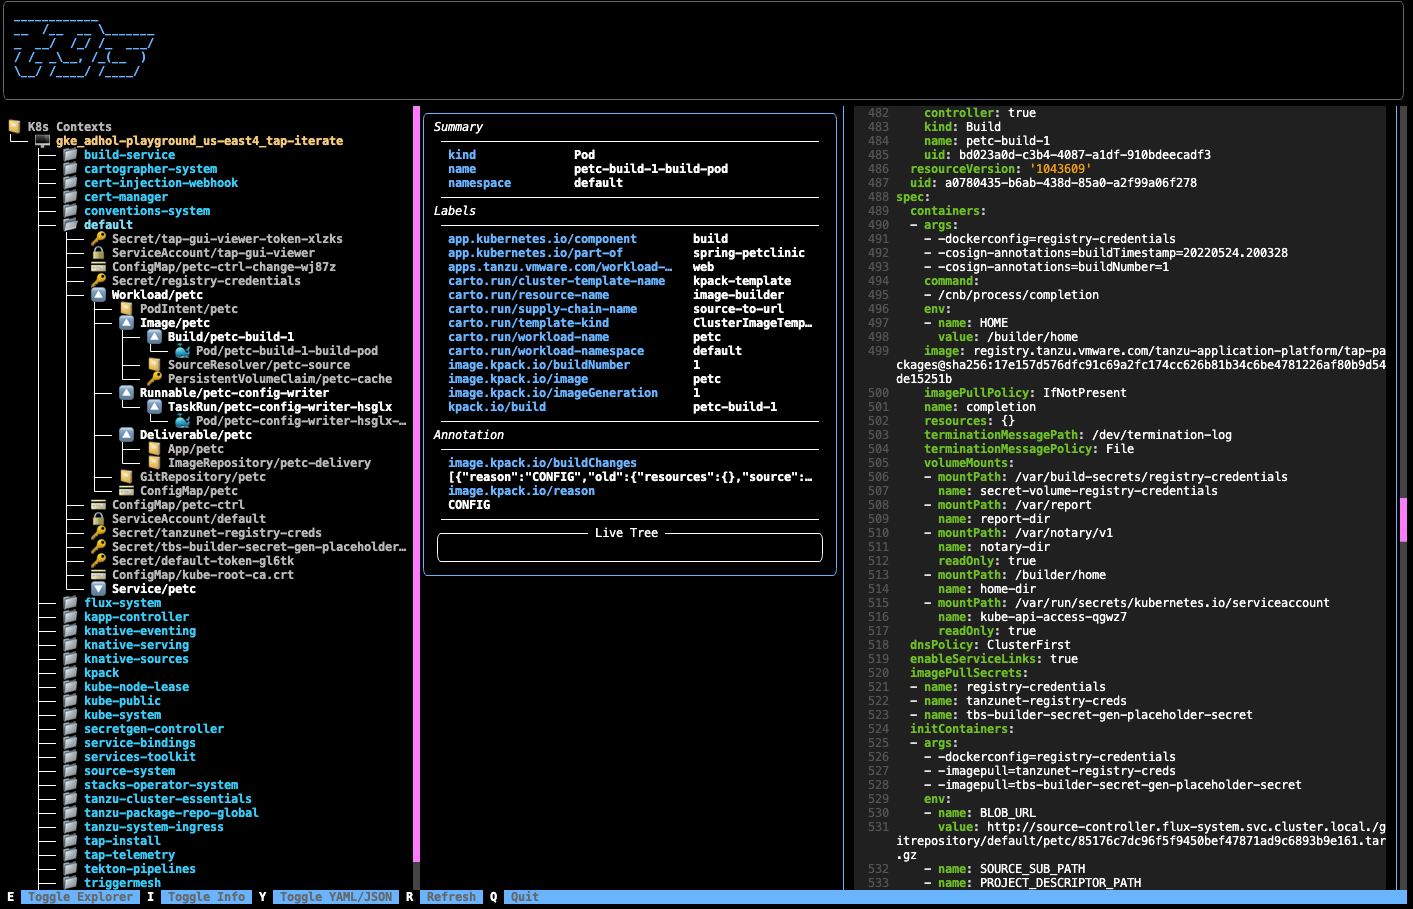 K8s Contexts
gke_adhol-playground_us-east4_tap-iterate
build-service
cartographer-system
cert-injection-webhook
cert-manager
conventions-system
default
Secret/tap-gui-viewer-token-xlzks
ServiceAccount/tap-gui-viewer
ConfigMap/petc-ctrl-change-wj87z
Secret/registry-credentials
Workload/petc
PodIntent/petc
Image/petc
Build/petc-build-1
Pod/petc-build-1-build-pod
SourceResolver/petc-source
PersistentVolumeClaim/petc-cache
Runnable/petc-config-writer
TaskRun/petc-config-writer-hsglx
Pod/petc-config-writer-hsglx-…
Deliverable/petc
App/petc
ImageRepository/petc-delivery
GitRepository/petc
ConfigMap/petc
ConfigMap/petc-ctrl
ServiceAccount/default
Secret/tanzunet-registry-creds
Secret/tbs-builder-secret-gen-placeholder…
Secret/default-token-gl6tk
ConfigMap/kube-root-ca.crt
Service/petc
flux-system
kapp-controller
knative-eventing
knative-serving
knative-sources
kpack
kube-node-lease
kube-public
kube-system
secretgen-controller
service-bindings
services-toolkit
source-system
stacks-operator-system
tanzu-cluster-essentials
tanzu-package-repo-global
tanzu-system-ingress
tap-install
tap-telemetry
tekton-pipelines
triggermesh
Summary
kind Pod
name petc-build-1-build-pod
namespace default
Labels
app.kubernetes.io/component build
app.kubernetes.io/part-of spring-petclinic
apps.tanzu.vmware.com/workload-… web
carto.run/cluster-template-name kpack-template
carto.run/resource-name image-builder
carto.run/supply-chain-name source-to-url
carto.run/template-kind ClusterImageTemp…
carto.run/workload-name petc
carto.run/workload-namespace default
image.kpack.io/buildNumber 1
image.kpack.io/image petc
image.kpack.io/imageGeneration 1
kpack.io/build petc-build-1
Annotation
image.kpack.io/buildChanges
[{"reason":"CONFIG","old":{"resources":{},"source":…
image.kpack.io/reason
CONFIG
Live Tree
482 controller: true
483 kind: Build
484 name: petc-build-1
485 uid: bd023a0d-c3b4-4087-a1df-910bdeecadf3
486 resourceVersion: '1043609'
487 uid: a0780435-b6ab-438d-85a0-a2f99a06f278
488 spec:
489 containers:
490 - args:
491 - -dockerconfig=registry-credentials
492 - -cosign-annotations=buildTimestamp=20220524.200328
493 - -cosign-annotations=buildNumber=1
494 command:
495 - /cnb/process/completion
496 env:
497 - name: HOME
498 value: /builder/home
499 image: registry.tanzu.vmware.com/tanzu-application-platform/tap-pa
ckages@sha256:17e157d576dfc91c69a2fc174cc626b81b34c6be4781226af80b9d54
de15251b
500 imagePullPolicy: IfNotPresent
501 name: completion
502 resources: {}
503 terminationMessagePath: /dev/termination-log
504 terminationMessagePolicy: File
505 volumeMounts:
506 - mountPath: /var/build-secrets/registry-credentials
507 name: secret-volume-registry-credentials
508 - mountPath: /var/report
509 name: report-dir
510 - mountPath: /var/notary/v1
511 name: notary-dir
512 readOnly: true
513 - mountPath: /builder/home
514 name: home-dir
515 - mountPath: /var/run/secrets/kubernetes.io/serviceaccount
516 name: kube-api-access-qgwz7
517 readOnly: true
518 dnsPolicy: ClusterFirst
519 enableServiceLinks: true
520 imagePullSecrets:
521 - name: registry-credentials
522 - name: tanzunet-registry-creds
523 - name: tbs-builder-secret-gen-placeholder-secret
524 initContainers:
525 - args:
526 - -dockerconfig=registry-credentials
527 - -imagepull=tanzunet-registry-creds
528 - -imagepull=tbs-builder-secret-gen-placeholder-secret
529 env:
530 - name: BLOB_URL
531 value: http://source-controller.flux-system.svc.cluster.local./g
itrepository/default/petc/85176c7dc96f5f9450bef47871ad9c6893b9e161.tar
.gz
532 - name: SOURCE_SUB_PATH
533 - name: PROJECT_DESCRIPTOR_PATH
E Toggle Explorer I Toggle Info Y Toggle YAML/JSON R Refresh Q Quit